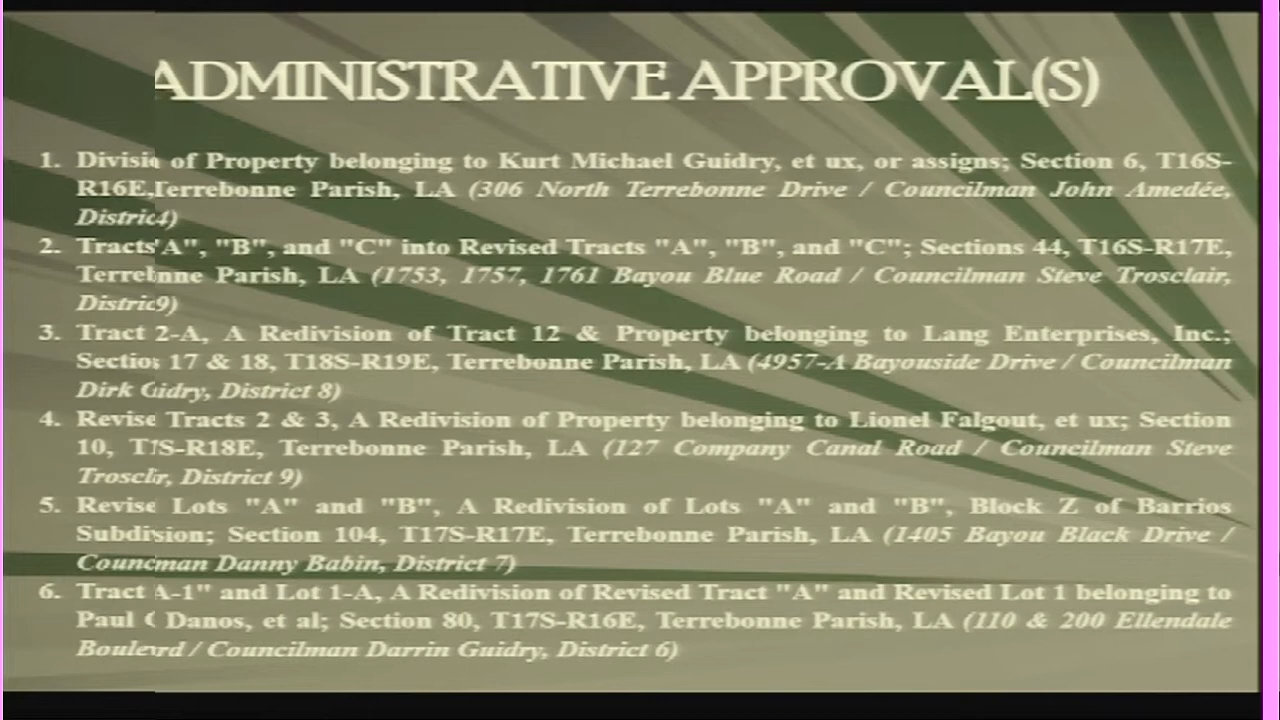 ADMINISTRATIVE APPROVAL(S)
1. Divisi of Property belonging to Kurt Michael Guidry, et ux, or assigns; Section 6, T16S-
R16E, Terrebonne Parish, LA (306 North Terrebonne Drive / Councilman John Amedée,
Distric 4)
2. Tracts "A", "B", and "C" into Revised Tracts "A", "B", and "C"; Sections 44, T16S-R17E,
Terrebonne Parish, LA (1753, 1757, 1761 Bayou Blue Road / Councilman Steve Trosclair,
Distric 9)
3. Tract 2-A, A Redivision of Tract 12 & Property belonging to Lang Enterprises, Inc.;
Sectio 17 & 18, T18S-R19E, Terrebonne Parish, LA (4957-A Bayouside Drive / Councilman
Dirk Guidry, District 8)
4. Revise Tracts 2 & 3, A Redivision of Property belonging to Lionel Falgout, et ux; Section
10, T7S-R18E, Terrebonne Parish, LA (127 Company Canal Road / Councilman Steve
Trosclir, District 9)
5. Revise Lots "A" and "B", A Redivision of Lots "A" and "B", Block Z of Barrios
Subdivision; Section 104, T17S-R17E, Terrebonne Parish, LA (1405 Bayou Black Drive /
Councman Danny Babin, District 7)
6. Tract A-1" and Lot 1-A, A Redivision of Revised Tract "A" and Revised Lot 1 belonging to
Paul Danos, et al; Section 80, T17S-R16E, Terrebonne Parish, LA (110 & 200 Ellendale
Boulevard / Councilman Darrin Guidry, District 6)